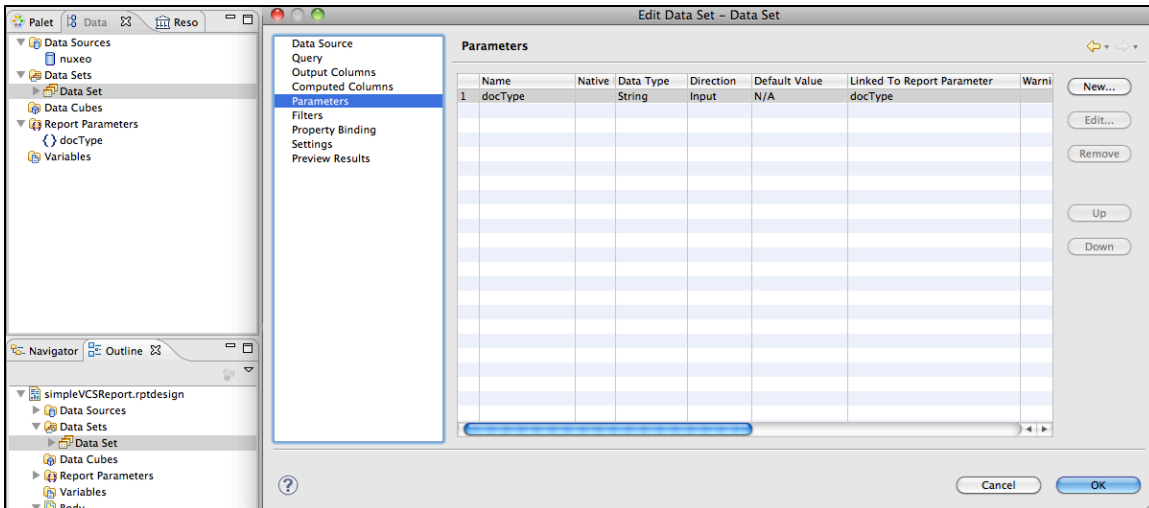 Palet Data Reso
Data Sources
nuxeo
Data Sets
Data Set
Data Cubes
Report Parameters
{ } docType
Variables
Navigator Outline
simpleVCSReport.rptdesign
Data Sources
Data Sets
Data Set
Data Cubes
Report Parameters
Variables
Body
Edit Data Set – Data Set
Data Source
Query
Output Columns
Computed Columns
Parameters
Filters
Property Binding
Settings
Preview Results
Parameters
Name Native Data Type Direction Default Value Linked To Report Parameter Warni
1 docType String Input N/A docType
New...
Edit...
Remove
Up
Down
?
Cancel OK